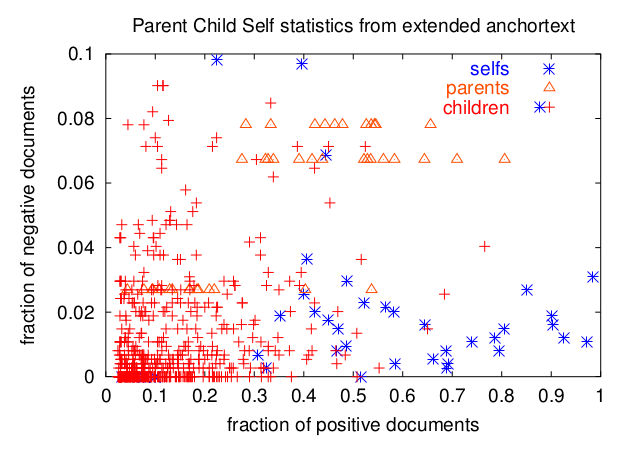 Parent Child Self statistics from extended anchortext
0.1
0.08
0.06
0.04
0.02
0
fraction of negative documents
selfs
parents
children
0 0.1 0.2 0.3 0.4 0.5 0.6 0.7 0.8 0.9 1
fraction of positive documents